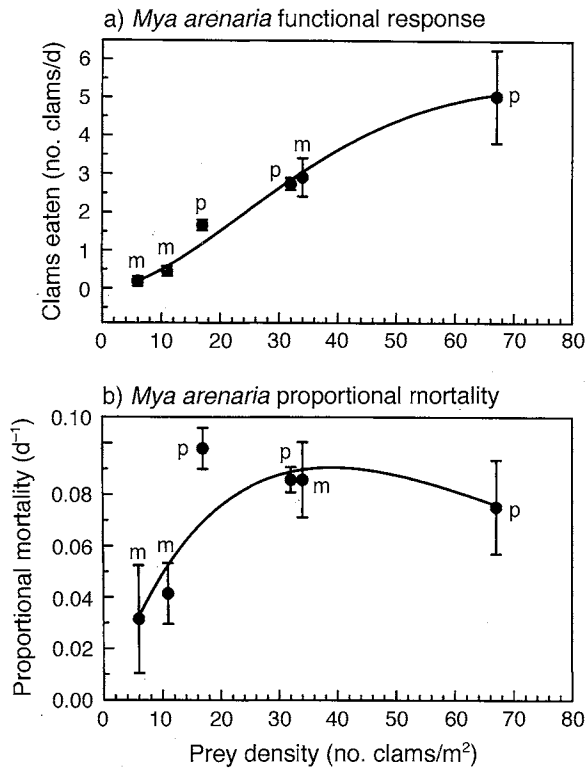 a) Mya arenaria functional response
Clams eaten (no. clams/d)
6
5
4
3
2
1
0
m
m
p
p
m
p
0 10 20 30 40 50 60 70 80
b) Mya arenaria proportional mortality
Proportional mortality (d⁻¹)
0.10
0.08
0.06
0.04
0.02
0.00
m
m
p
p
m
p
0 10 20 30 40 50 60 70 80
Prey density (no. clams/m²)